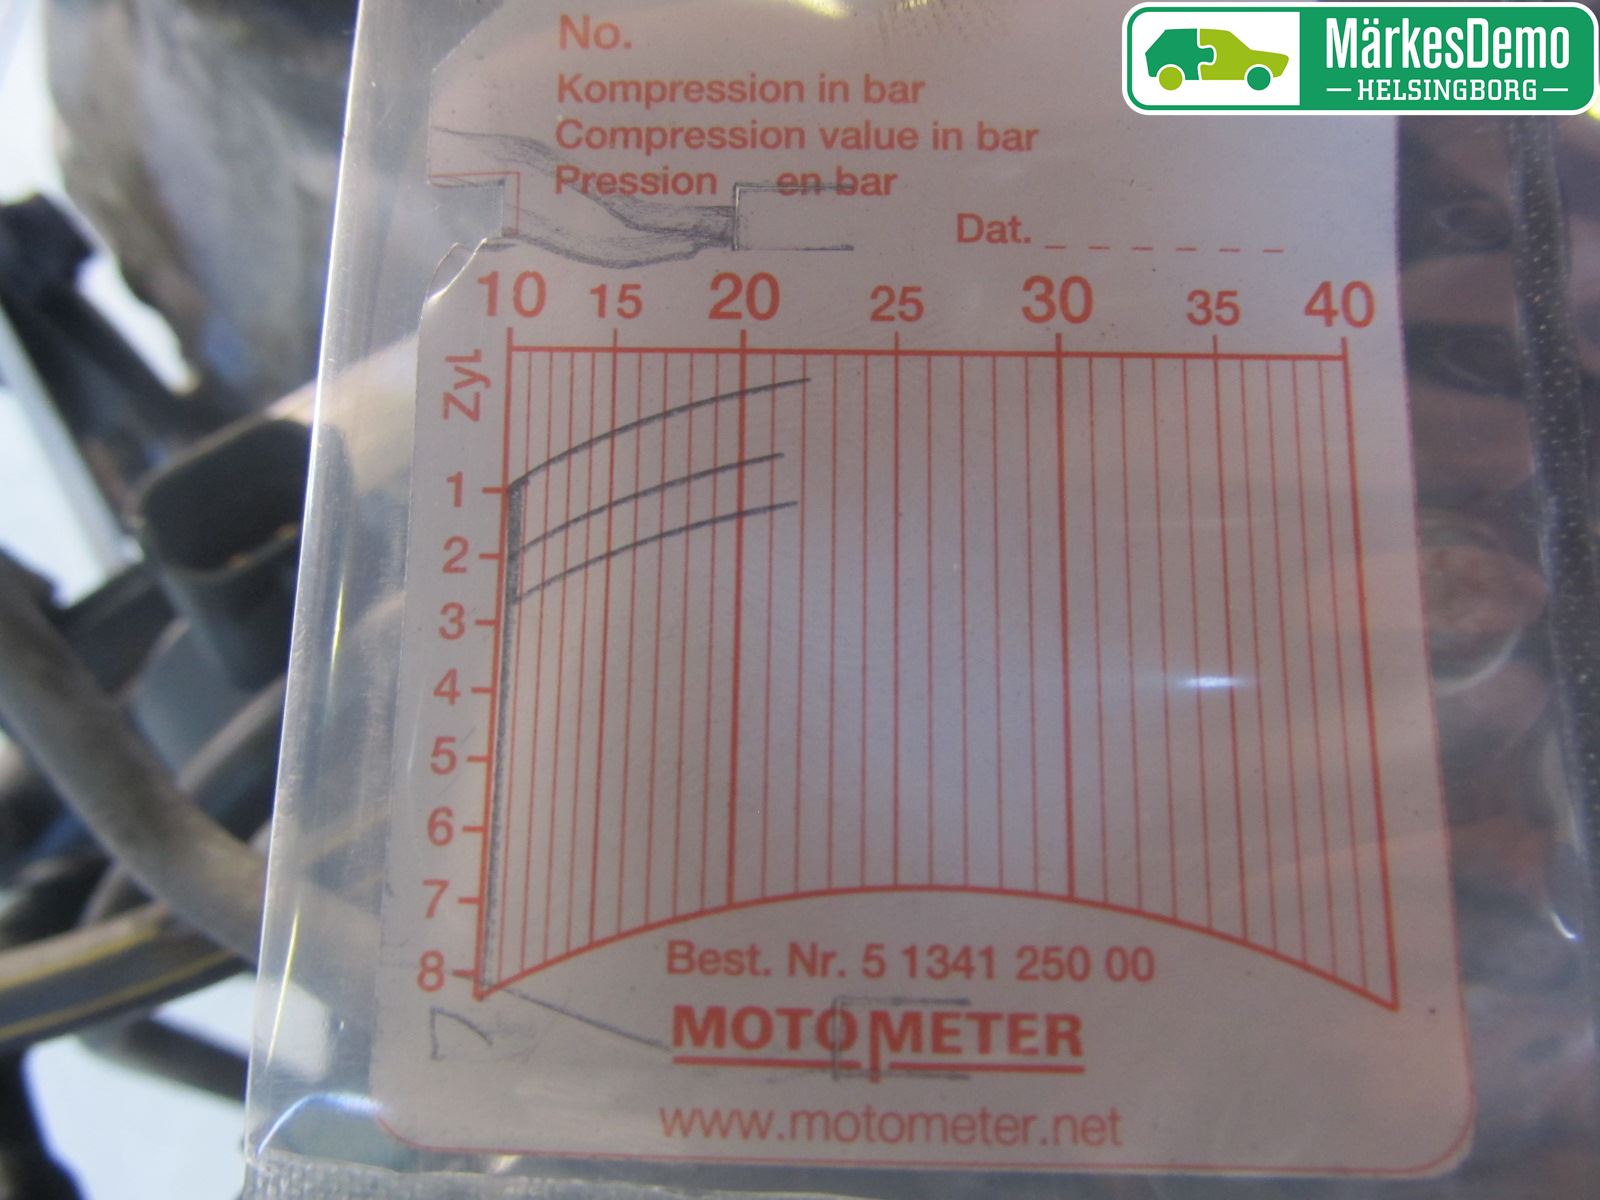 MärkesDemo
HELSINGBORG
No.
Kompression in bar
Compression value in bar
Pression en bar
Dat.
10 15 20 25 30 35 40
Zyl.
1
2
3
4
5
6
7
8
Best. Nr. 5 1341 250 00
7
MOTOMETER
www.motometer.net